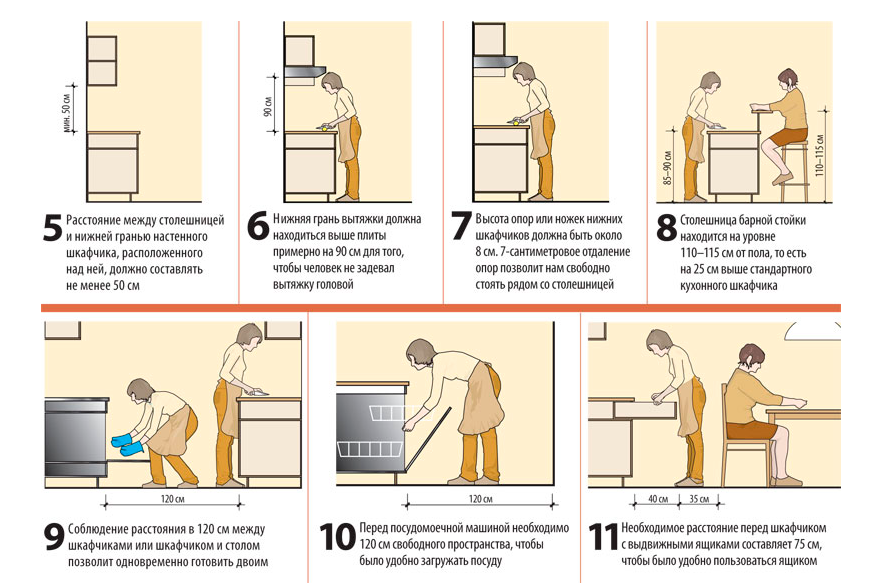 мин. 50 см
90 см
85–90 см
110–115 см
5 Расстояние между столешницей
и нижней гранью настенного
шкафчика, расположенного
над ней, должно составлять
не менее 50 см
6 Нижняя грань вытяжки должна
находиться выше плиты
примерно на 90 см для того,
чтобы человек не задевал
вытяжку головой
7 Высота опор или ножек нижних
шкафчиков должна быть около
8 см. 7-сантиметровое отдаление
опор позволит нам свободно
стоять рядом со столешницей
8 Столешница барной стойки
находится на уровне
110–115 см от пола, то есть
на 25 см выше стандартного
кухонного шкафчика
120 см
120 см
40 см 35 см
9 Соблюдение расстояния в 120 см между
шкафчиками или шкафчиком и столом
позволит одновременно готовить двоим
10 Перед посудомоечной машиной необходимо
120 см свободного пространства, чтобы
было удобно загружать посуду
11 Необходимое расстояние перед шкафчиком
с выдвижными ящиками составляет 75 см,
чтобы было удобно пользоваться ящиком